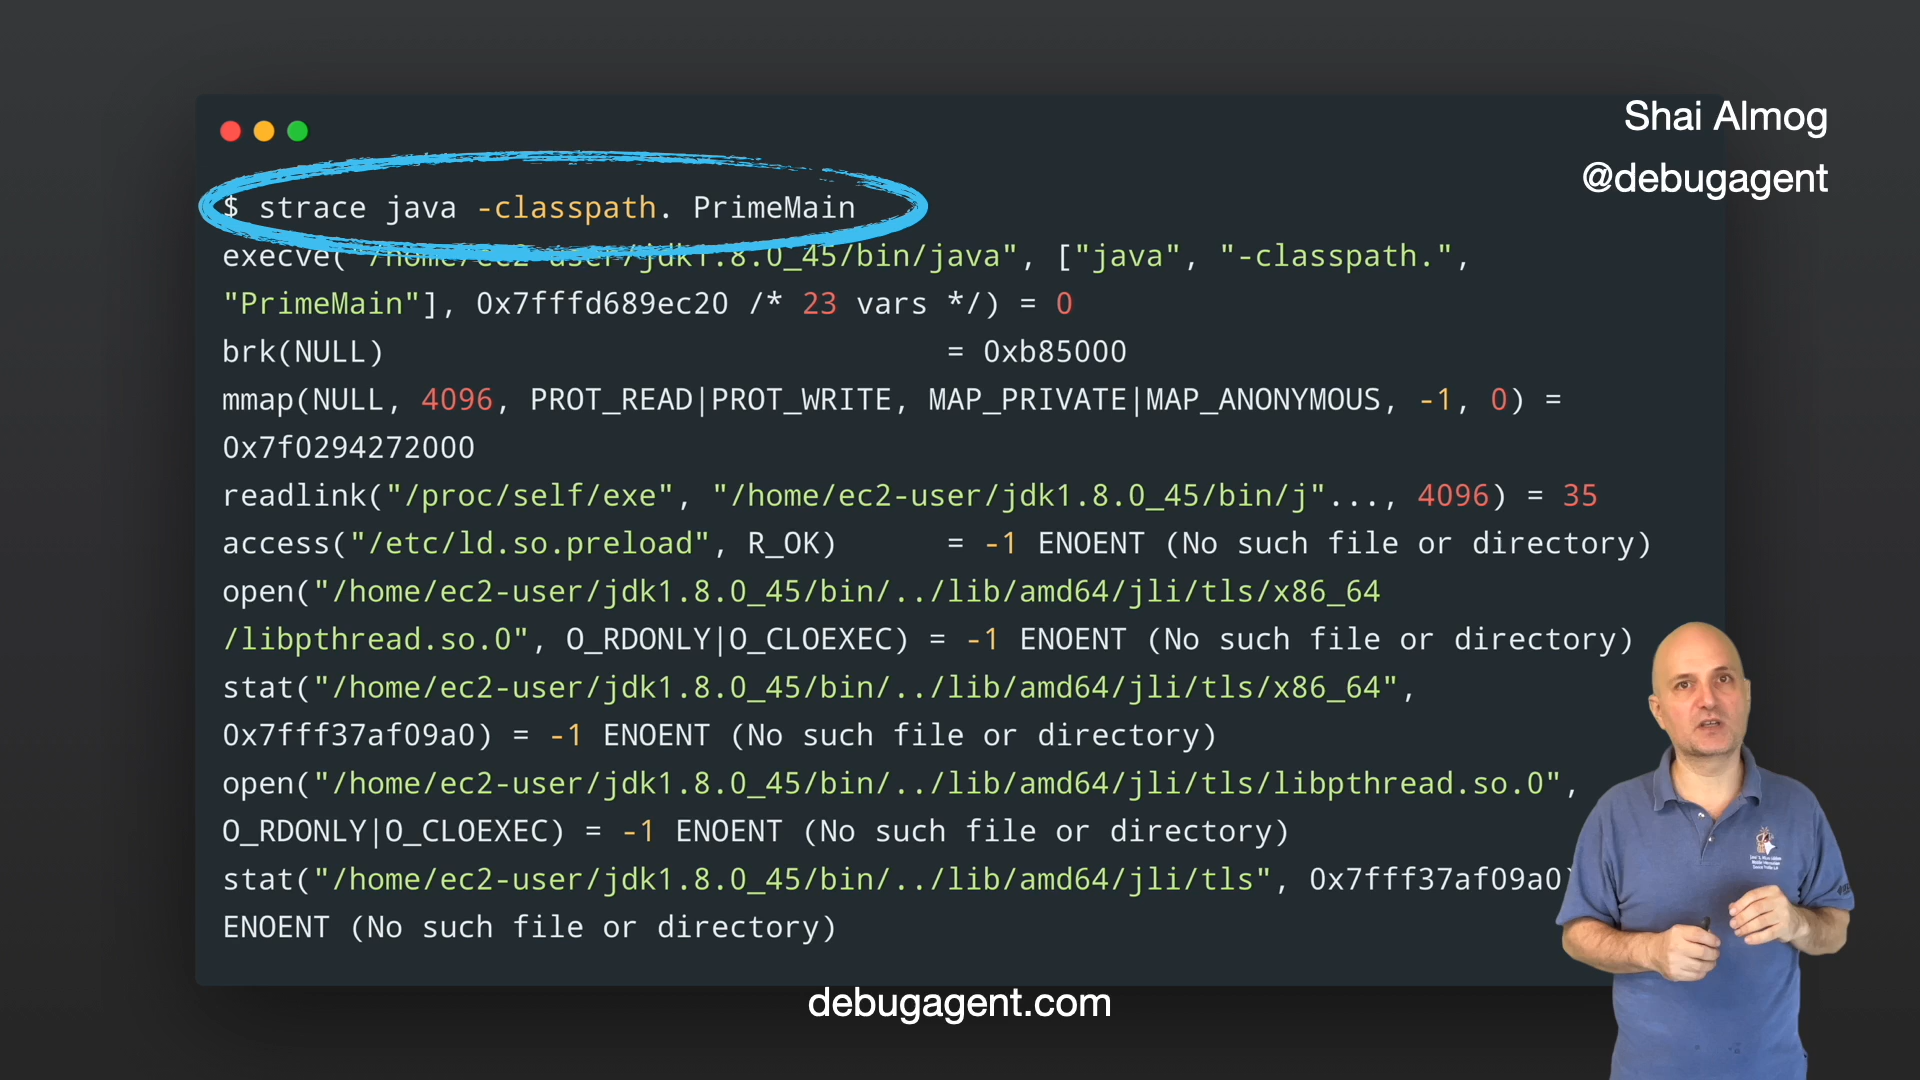 Shai Almog
@debugagent
$ strace java -classpath. PrimeMain
execve("/home/ec2-user/jdk1.8.0_45/bin/java", ["java", "-classpath.",
"PrimeMain"], 0x7fffd689ec20 /* 23 vars */) = 0
brk(NULL)                               = 0xb85000
mmap(NULL, 4096, PROT_READ|PROT_WRITE, MAP_PRIVATE|MAP_ANONYMOUS, -1, 0) =
0x7f0294272000
readlink("/proc/self/exe", "/home/ec2-user/jdk1.8.0_45/bin/j"..., 4096) = 35
access("/etc/ld.so.preload", R_OK)      = -1 ENOENT (No such file or directory)
open("/home/ec2-user/jdk1.8.0_45/bin/../lib/amd64/jli/tls/x86_64
/libpthread.so.0", O_RDONLY|O_CLOEXEC) = -1 ENOENT (No such file or directory)
stat("/home/ec2-user/jdk1.8.0_45/bin/../lib/amd64/jli/tls/x86_64",
0x7fff37af09a0) = -1 ENOENT (No such file or directory)
open("/home/ec2-user/jdk1.8.0_45/bin/../lib/amd64/jli/tls/libpthread.so.0",
O_RDONLY|O_CLOEXEC) = -1 ENOENT (No such file or directory)
stat("/home/ec2-user/jdk1.8.0_45/bin/../lib/amd64/jli/tls", 0x7fff37af09a0)
ENOENT (No such file or directory)
debugagent.com